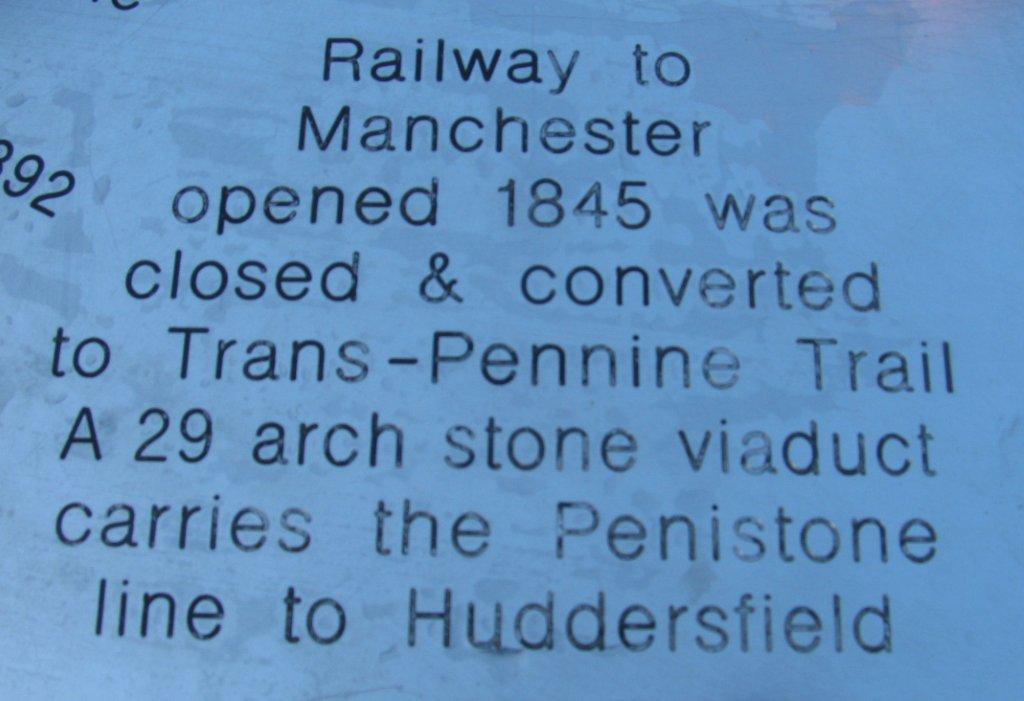 Railway to
Manchester
opened 1845 was
closed & converted
to Trans-Pennine Trail
A 29 arch stone viaduct
carries the Penistone
line to Huddersfield